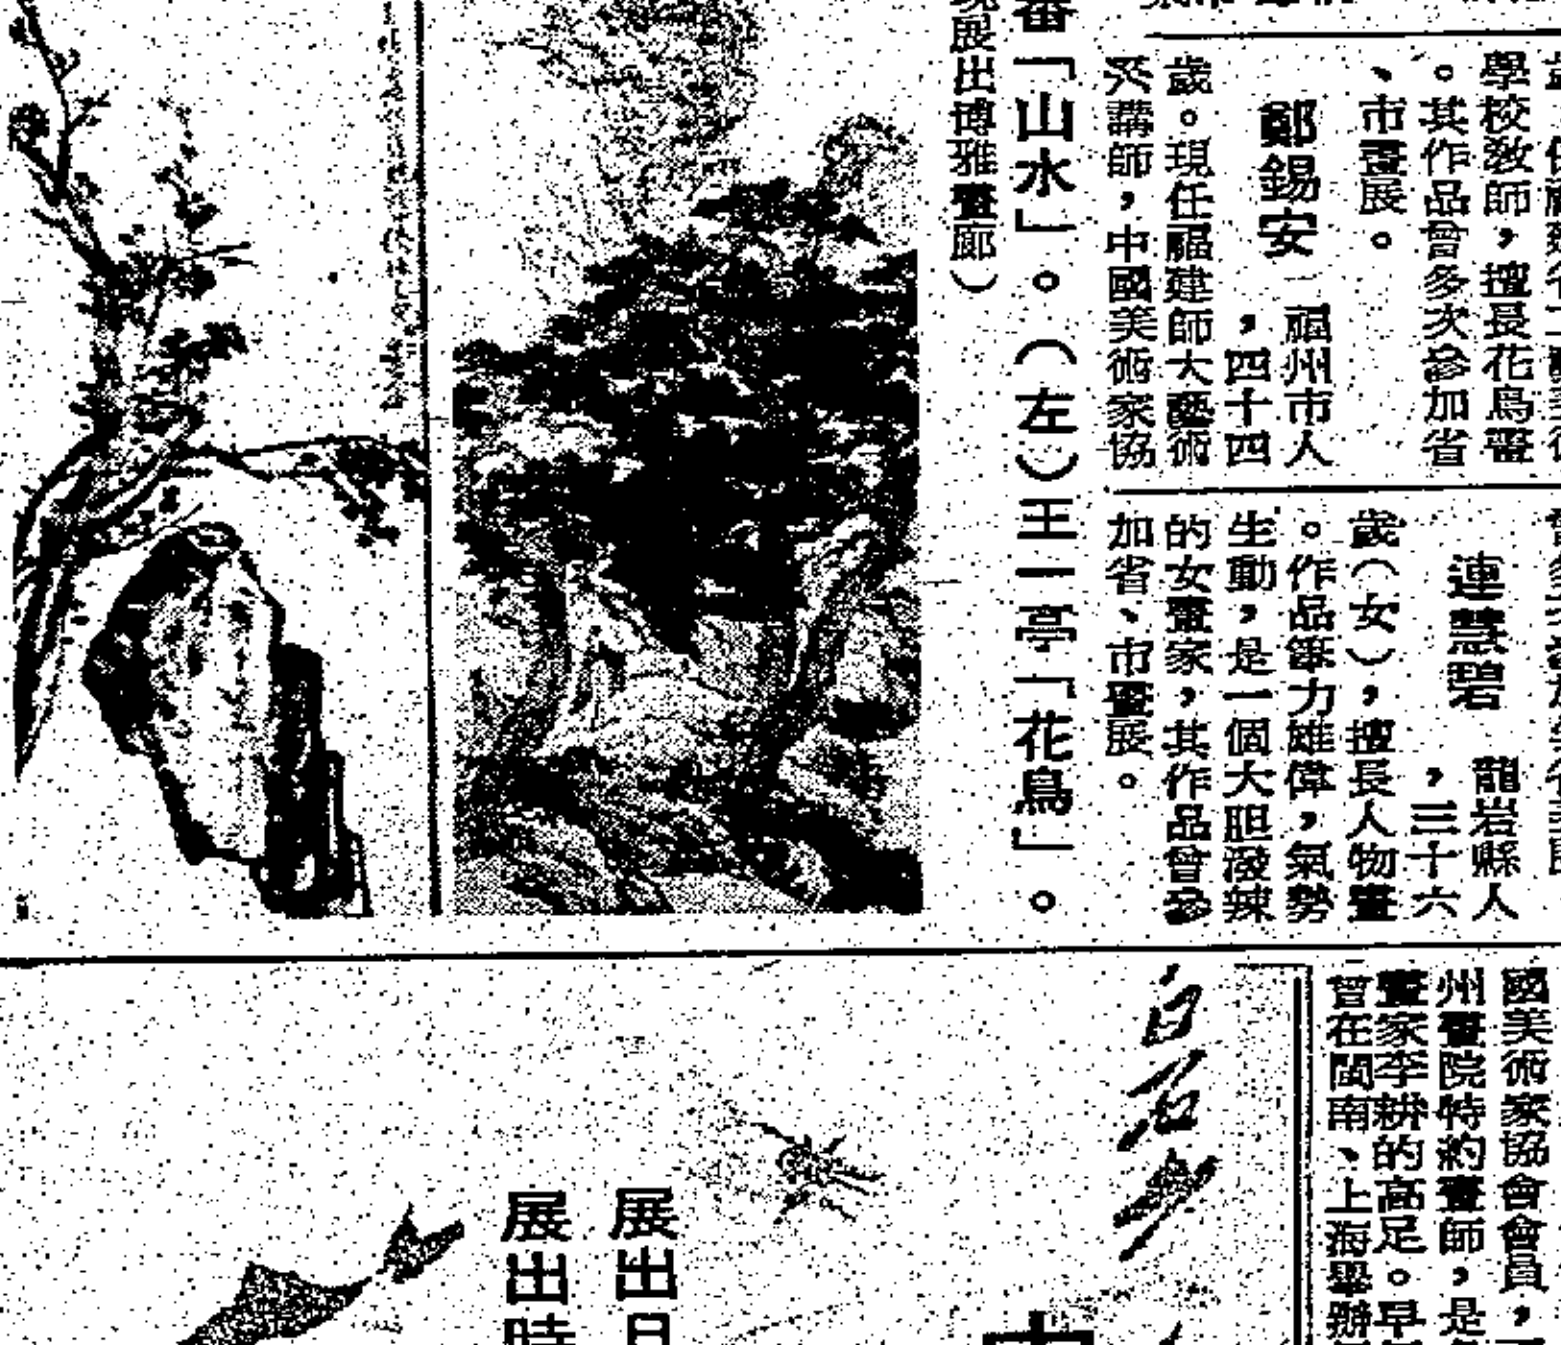 學校教師，擅長花鳥畫
。其作品曾多次參加省
、市畫展。
鄭錫安
福州市人
，四十四
歲。現任福建師大藝術
系講師，中國美術家協
連慧碧
龍岩縣人
，三十六
歲（女），擅長人物畫
。作品筆力雄偉，氣勢
生動，是一個大胆潑辣
的女畫家，其作品曾參
加省、市畫展。
番「山水」。（左）王一亭「花鳥」。
現展出博雅畫廊）
國美術家協會會員，
州畫院特約畫師，是
畫家李耕的高足。早
曾在閩南、上海舉辦
白石
展出日
展出時